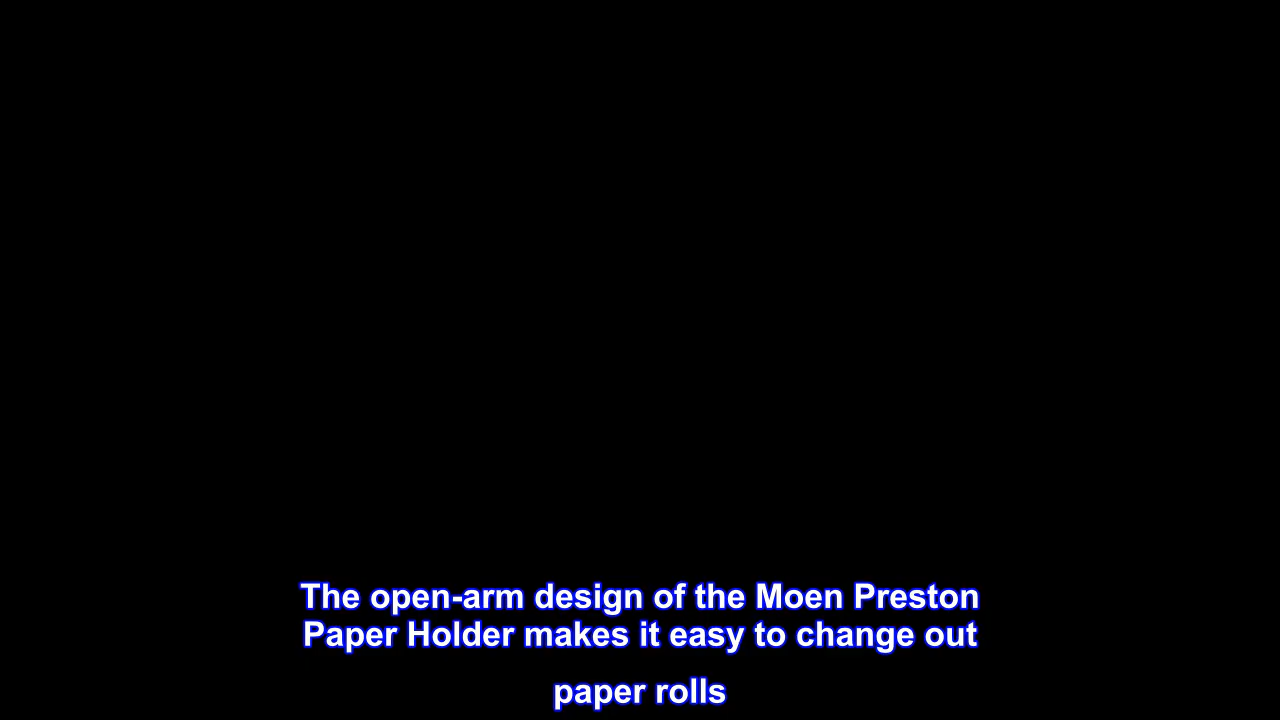 The open-arm design of the Moen Preston
Paper Holder makes it easy to change out
paper rolls